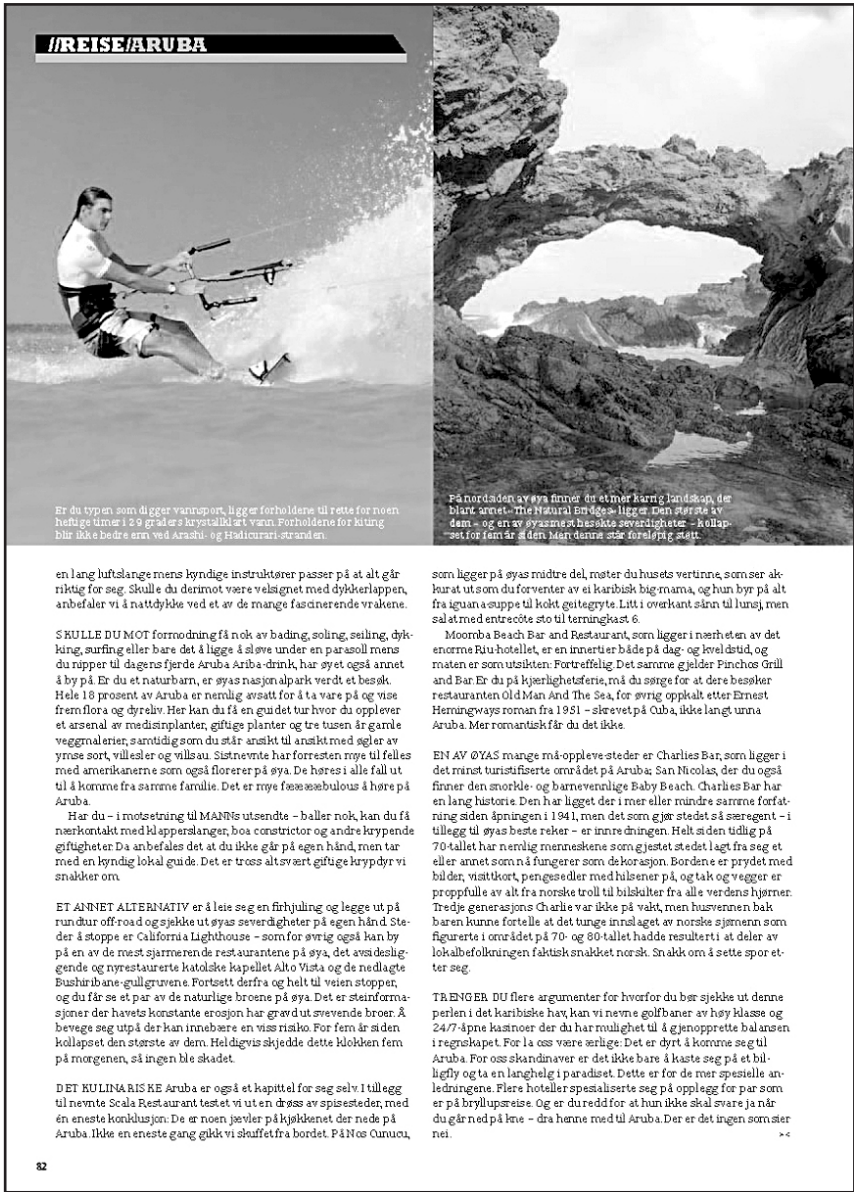 //REISE/ARUBA
Er du typen som digger vannsport, ligger forholdene til rette for noen
heftige timer i 29 graders krystallklart vann. Forholdene for kiting
blir ikke bedre enn ved Arashi- og Hadicurari-stranden.
På nordsiden av øya finner du et mer karrig landskap, der
blant annet «The Natural Bridges» ligger. Den største av
dem – og en av øyas mest besøkte severdigheter – kollap-
set for fem år siden. Men denne står foreløpig støtt.
en lang luftslange mens kyndige instruktører passer på at alt går
riktig for seg. Skulle du derimot være velsignet med dykkerlappen,
anbefaler vi å nattdykke ved et av de mange fascinerende vrakene.
SKULLE DU MOT formodning få nok av bading, soling, seiling, dyk-
king, surfing eller bare det å ligge å sløve under en parasoll mens
du nipper til dagens fjerde Aruba Ariba-drink, har øyet også annet
å by på. Er du et naturbarn, er øyas nasjonalpark verdt et besøk.
Hele 18 prosent av Aruba er nemlig avsatt for å ta vare på og vise
frem flora og dyreliv. Her kan du få en guidet tur hvor du opplever
et arsenal av medisinplanter, giftige planter og tre tusen år gamle
veggmalerier, samtidig som du står ansikt til ansikt med øgler av
ymse sort, villesler og villsau. Sistnevnte har forresten mye til felles
med amerikanerne som også florerer på øya. De høres i alle fall ut
til å komme fra samme familie. Det er mye fæææææbulous å høre på
Aruba.
Har du – i motsetning til MANNs utsendte – baller nok, kan du få
nærkontakt med klapperslanger, boa constrictor og andre krypende
giftigheter. Da anbefales det at du ikke går på egen hånd, men tar
med en kyndig lokal guide. Det er tross alt svært giftige krypdyr vi
snakker om.
ET ANNET ALTERNATIV er å leie seg en firhjuling og legge ut på
rundtur off-road og sjekke ut øyas severdigheter på egen hånd. Ste-
der å stoppe er California Lighthouse – som for øvrig også kan by
på en av de mest sjarmerende restaurantene på øya, det avsideslig-
gende og nyrestaurerte katolske kapellet Alto Vista og de nedlagte
Bushiribane-gullgruvene. Fortsett derfra og helt til veien stopper,
og du får se et par av de naturlige broene på øya. Det er steinforma-
sjoner der havets konstante erosjon har gravd ut svevende broer. Å
bevege seg utpå der kan innebære en viss risiko. For fem år siden
kollapset den største av dem. Heldigvis skjedde dette klokken fem
på morgenen, så ingen ble skadet.
DET KULINARISKE Aruba er også et kapittel for seg selv. I tillegg
til nevnte Scala Restaurant testet vi ut en drøss av spisesteder, med
én eneste konklusjon: De er noen jævler på kjøkkenet der nede på
Aruba. Ikke en eneste gang gikk vi skuffet fra bordet. På Nos Cunucu,
som ligger på øyas midtre del, møter du husets vertinne, som ser ak-
kurat ut som du forventer av ei karibisk big-mama, og hun byr på alt
fra iguana-suppe til kokt geitegryte. Litt i overkant sånn til lunsj, men
salat med entrecôte sto til terningkast 6.
Moomba Beach Bar and Restaurant, som ligger i nærheten av det
enorme Riu-hotellet, er en innertier både på dag- og kveldstid, og
maten er som utsikten: Fortreffelig. Det samme gjelder Pinchos Grill
and Bar. Er du på kjærlighetsferie, må du sørge for at dere besøker
restauranten Old Man And The Sea, for øvrig oppkalt etter Ernest
Hemingways roman fra 1951 – skrevet på Cuba, ikke langt unna
Aruba. Mer romantisk får du det ikke.
EN AV ØYAS mange må-oppleve-steder er Charlies Bar, som ligger i
det minst turistifiserte området på Aruba; San Nicolas, der du også
finner den snorkle- og barnevennlige Baby Beach. Charlies Bar har
en lang historie. Den har ligget der i mer eller mindre samme forfat-
ning siden åpningen i 1941, men det som gjør stedet så særegent – i
tillegg til øyas beste reker – er innredningen. Helt siden tidlig på
70-tallet har nemlig menneskene som gjestet stedet lagt fra seg et
eller annet som nå fungerer som dekorasjon. Bordene er prydet med
bilder, visittkort, pengesedler med hilsener på, og tak og vegger er
proppfulle av alt fra norske troll til bilskilter fra alle verdens hjørner.
Tredje generasjons Charlie var ikke på vakt, men husvennen bak
baren kunne fortelle at det tunge innslaget av norske sjømenn som
figurerte i området på 70- og 80-tallet hadde resultert i at deler av
lokalbefolkningen faktisk snakket norsk. Snakk om å sette spor et-
ter seg.
TRENGER DU flere argumenter for hvorfor du bør sjekke ut denne
perlen i det karibiske hav, kan vi nevne golfbaner av høy klasse og
24/7-åpne kasinoer der du har mulighet til å gjenopprette balansen
i regnskapet. For la oss være ærlige: Det er dyrt å komme seg til
Aruba. For oss skandinaver er det ikke bare å kaste seg på et bil-
ligfly og ta en langhelg i paradiset. Dette er for de mer spesielle an-
ledningene. Flere hoteller spesialiserte seg på opplegg for par som
er på bryllupsreise. Og er du redd for at hun ikke skal svare ja når
du går ned på kne – dra henne med til Aruba. Der er det ingen som sier
nei. ><
82